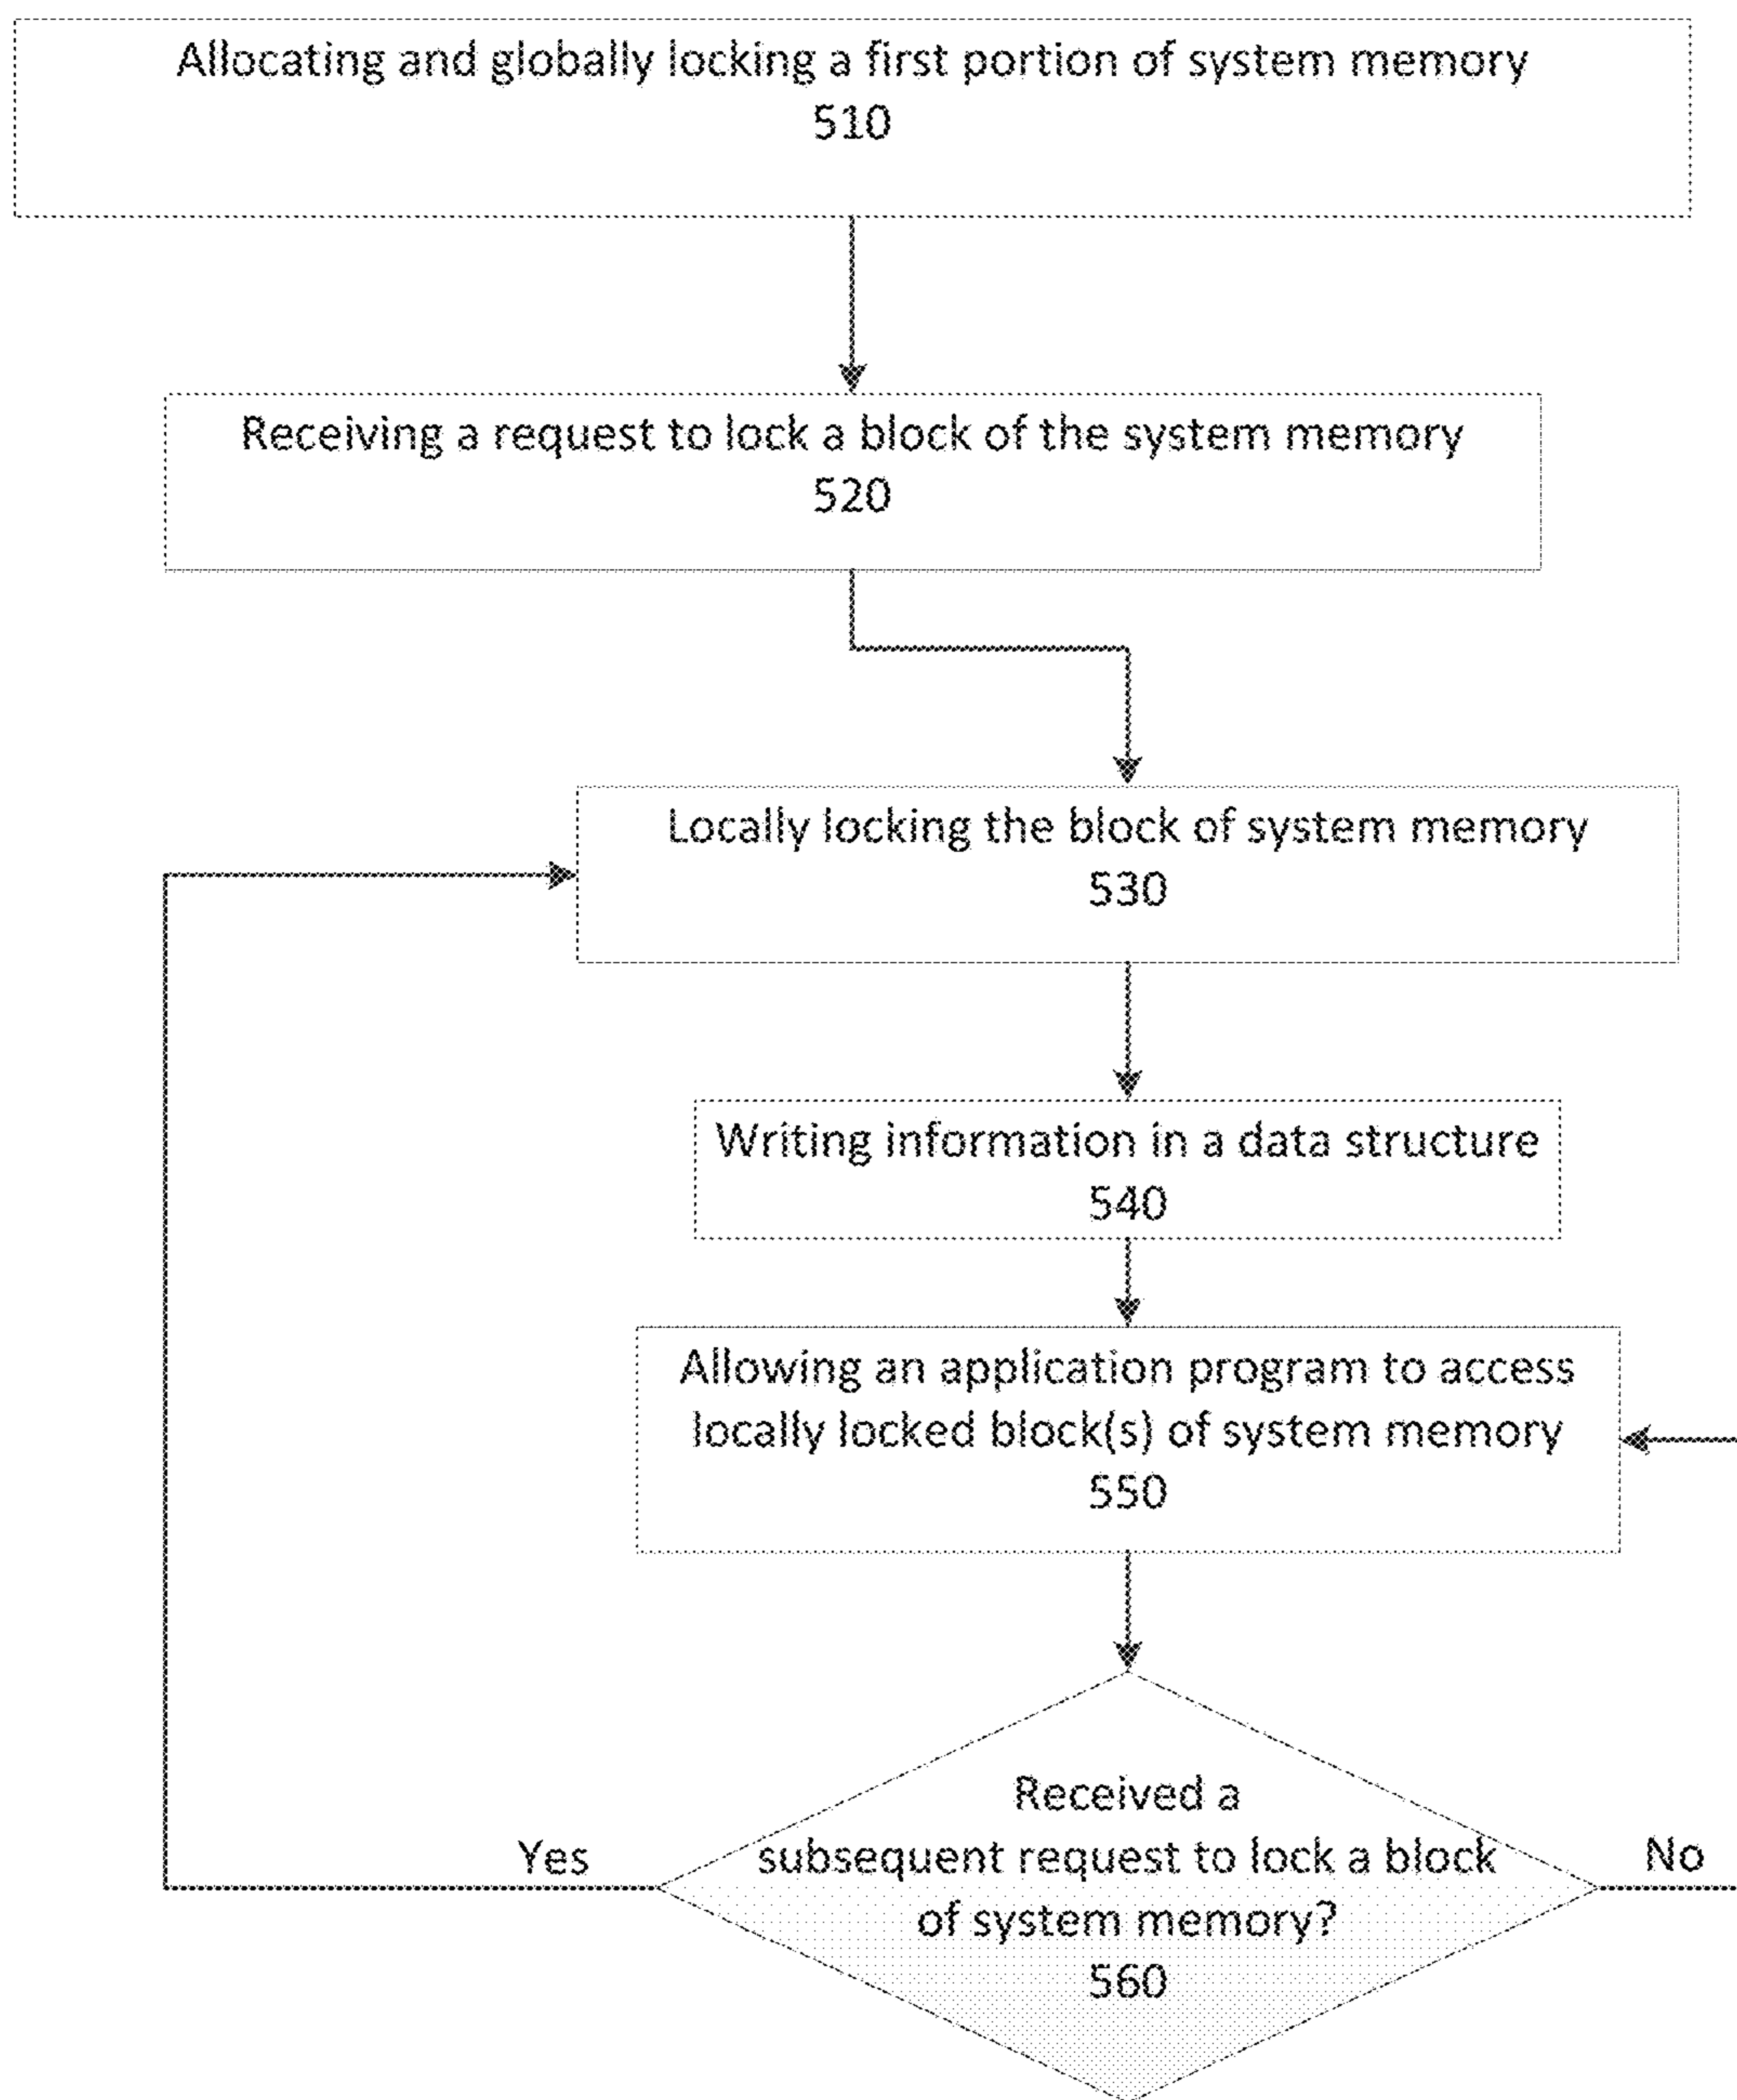 Allocating and globally locking a first portion of system memory
510
Receiving a request to lock a block of the system memory
520
Locally locking the block of system memory
530
Writing information in a data structure
540
Allowing an application program to access
locally locked block(s) of system memory
550
Received a
Yes
subsequent request to lock a block
No
of system memory?
560